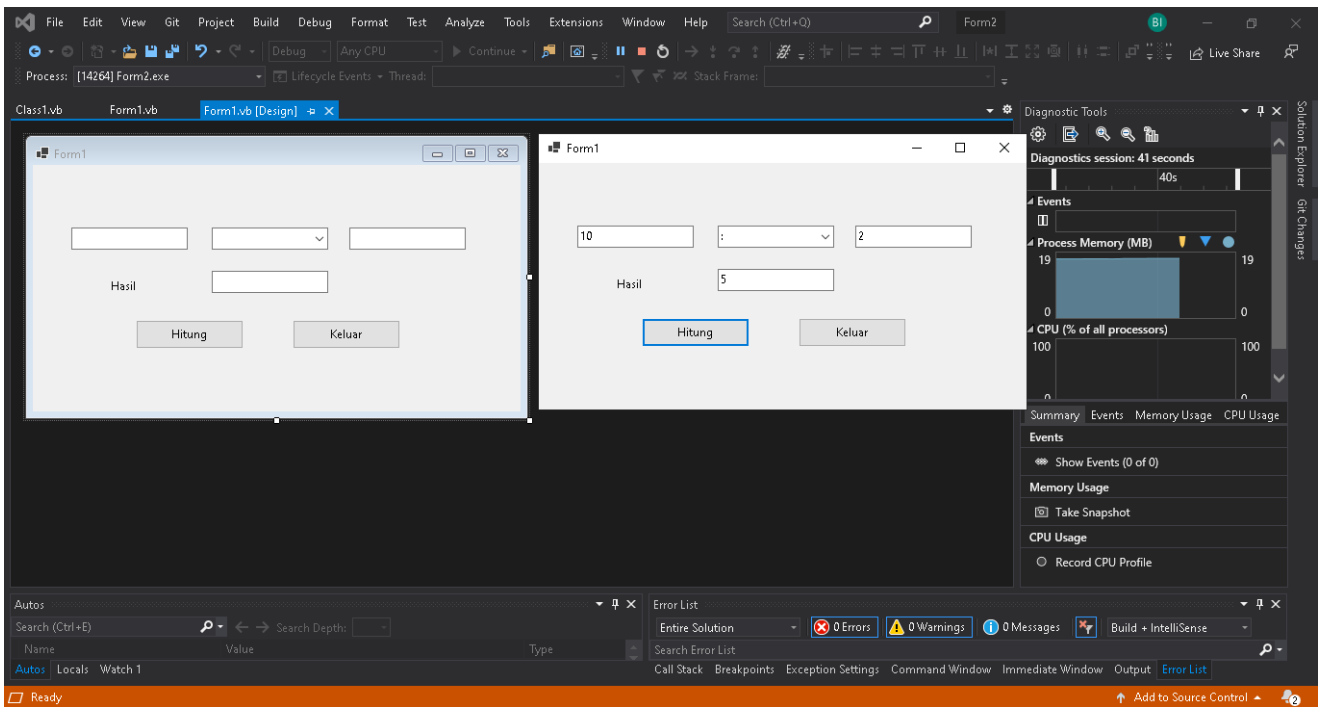 File Edit View Git Project Build Debug Format Test Analyze Tools Extensions Window Help Search (Ctrl+Q) Form2 BI
Debug Any CPU Continue Live Share
Process: [14264] Form2.exe Lifecycle Events Thread: Stack Frame:
Class1.vb Form1.vb Form1.vb [Design]
Form1
Hasil
Hitung Keluar
Form1
10 : 2
Hasil 5
Hitung Keluar
Diagnostic Tools
Diagnostics session: 41 seconds
40s
Events
Process Memory (MB)
19 19
0 0
CPU (% of all processors)
100 100
0 0
Summary Events Memory Usage CPU Usage
Events
Show Events (0 of 0)
Memory Usage
Take Snapshot
CPU Usage
Record CPU Profile
Solution Explorer
Git Changes
Autos
Search (Ctrl+E) Search Depth:
Name Value Type
Autos Locals Watch 1
Error List
Entire Solution 0 Errors 0 Warnings 0 Messages Build + IntelliSense
Search Error List
Call Stack Breakpoints Exception Settings Command Window Immediate Window Output Error List
Ready Add to Source Control 2